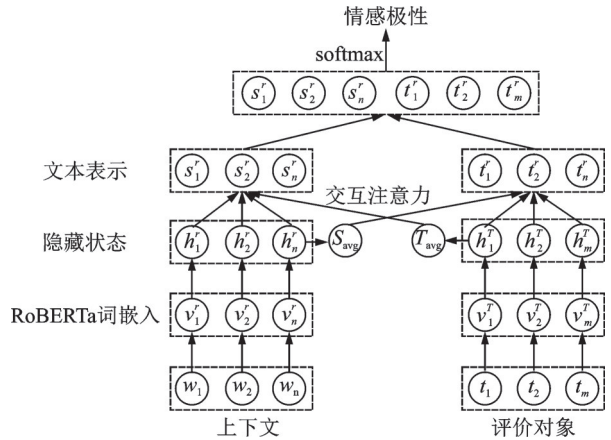 情感极性
softmax
s₁ʳ s₂ʳ sₙʳ t₁ʳ t₂ʳ tₘʳ
文本表示 s₁ʳ s₂ʳ sₙʳ t₁ʳ t₂ʳ tₙʳ
交互注意力
隐藏状态 h₁ʳ h₂ʳ hₙʳ S_avg T_avg h₁ᵀ h₂ᵀ hₘᵀ
RoBERTa词嵌入 v₁ʳ v₂ʳ vₙʳ v₁ᵀ v₂ᵀ vₘᵀ
w₁ w₂ wₙ t₁ t₂ tₘ
上下文 评价对象